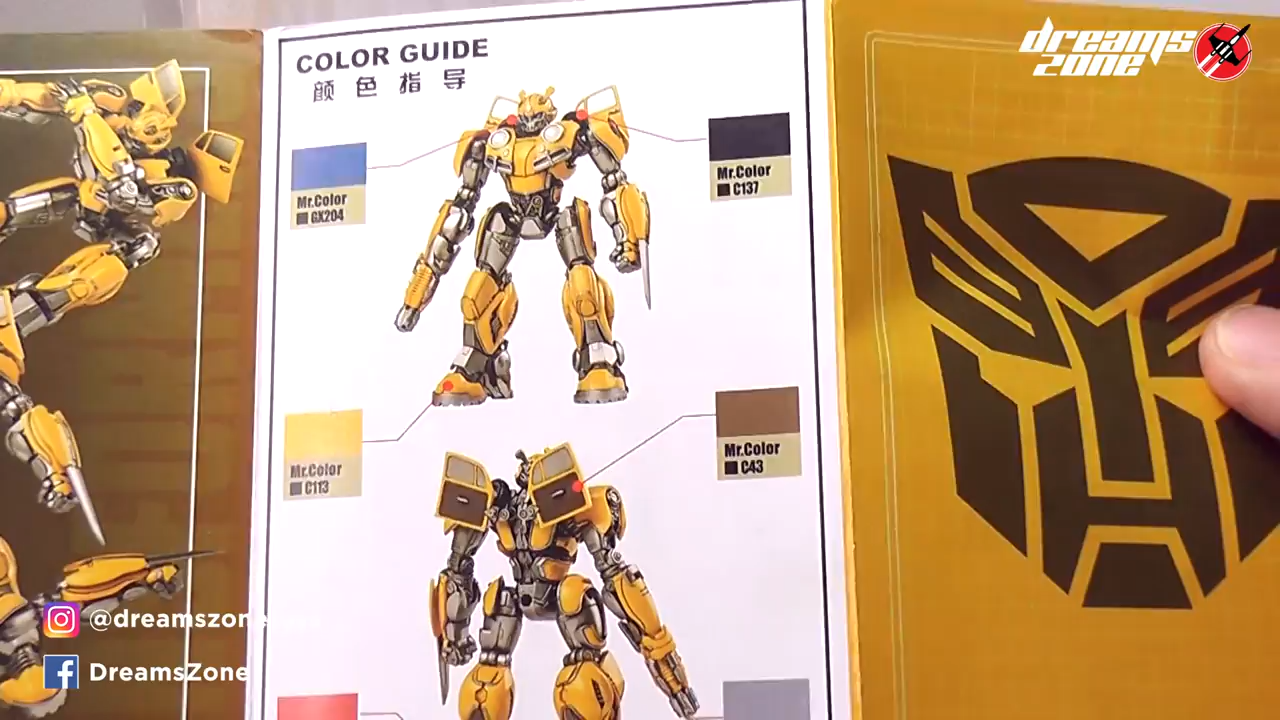 COLOR GUIDE
颜色指导
Mr.Color
GX204
Mr.Color
C137
Mr.Color
C113
Mr.Color
C43
dreams
zone
@dreamszone
DreamsZone